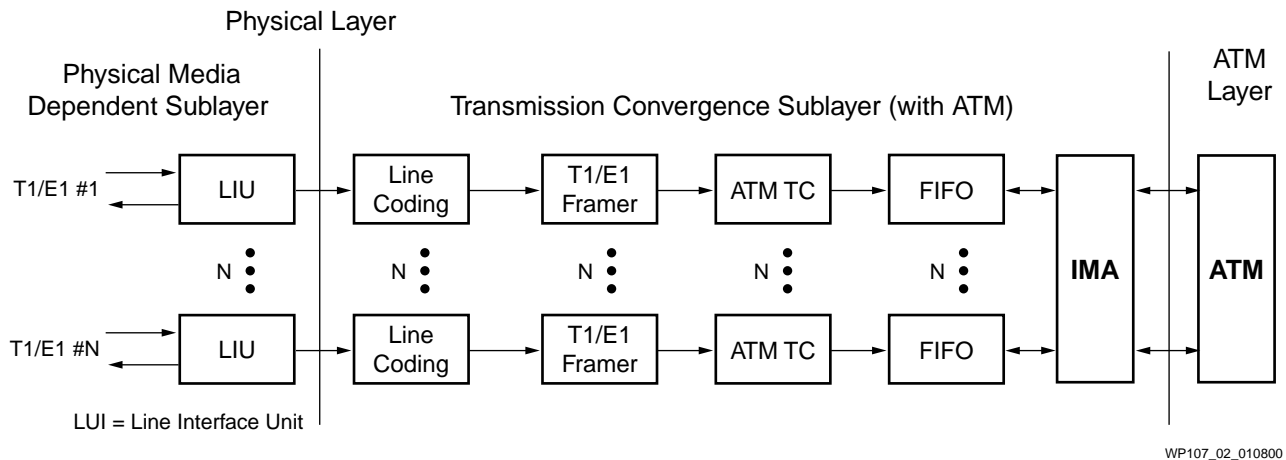 Physical Layer
Physical Media
Dependent Sublayer
Transmission Convergence Sublayer (with ATM)
ATM
Layer
T1/E1 #1
LIU
Line
Coding
T1/E1
Framer
ATM TC
FIFO
N
N
N
N
N
IMA
ATM
T1/E1 #N
LIU
Line
Coding
T1/E1
Framer
ATM TC
FIFO
LUI = Line Interface Unit
WP107_02_010800